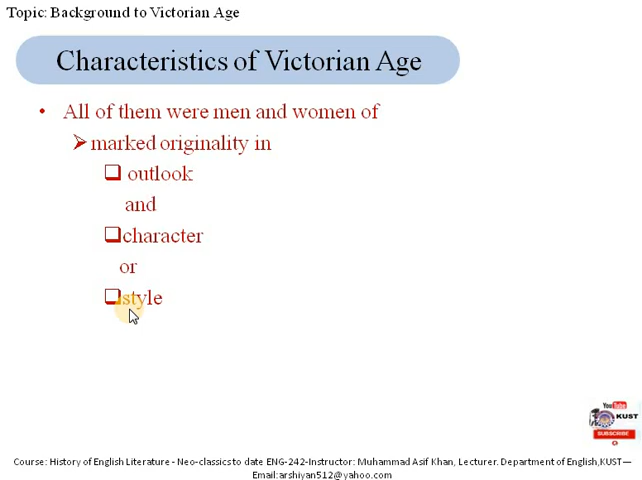 Topic: Background to Victorian Age
Characteristics of Victorian Age
• All of them were men and women of
➢ marked originality in
❑ outlook
and
❑character
or
❑style
YouTube
KUST
SUBSCRIBE
Course: History of English Literature - Neo-classics to date ENG-242-Instructor: Muhammad Asif Khan, Lecturer. Department of English,KUST—
Email:arshiyan512@yahoo.com